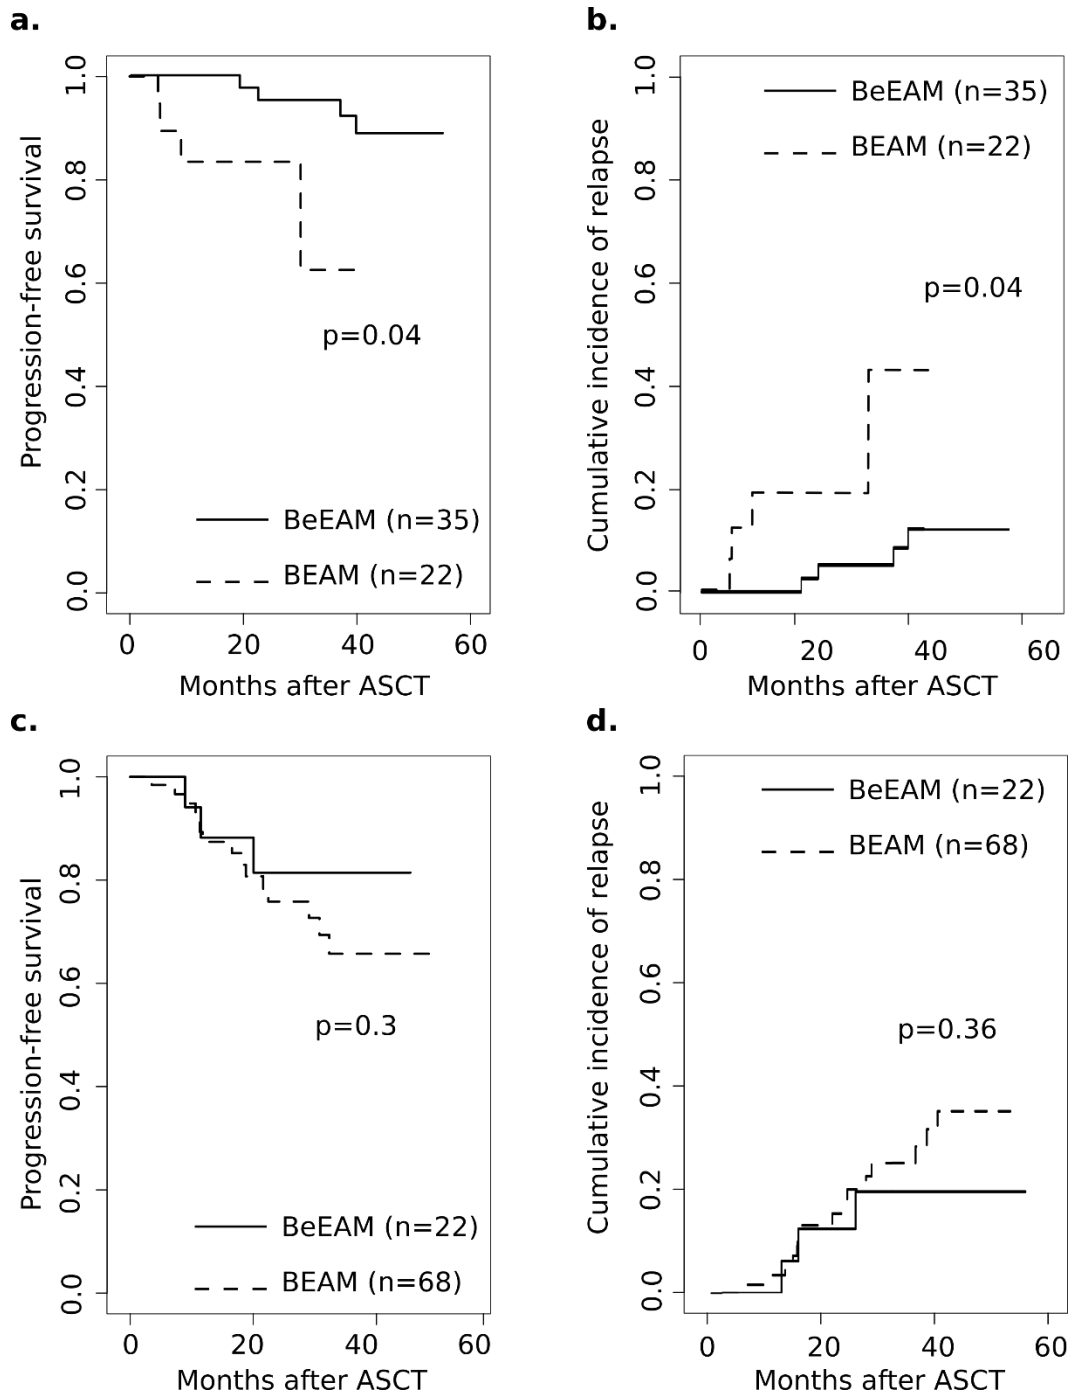 a.
Progression-free survival
1.0
0.8
0.6
0.4
0.2
0.0
p=0.04
BeEAM (n=35)
BEAM (n=22)
0 20 40 60
Months after ASCT
b.
Cumulative incidence of relapse
1.0
0.8
0.6
0.4
0.2
0.0
BeEAM (n=35)
BEAM (n=22)
p=0.04
0 20 40 60
Months after ASCT
c.
Progression-free survival
1.0
0.8
0.6
0.4
0.2
0.0
p=0.3
BeEAM (n=22)
BEAM (n=68)
0 20 40 60
Months after ASCT
d.
Cumulative incidence of relapse
1.0
0.8
0.6
0.4
0.2
0.0
BeEAM (n=22)
BEAM (n=68)
p=0.36
0 20 40 60
Months after ASCT